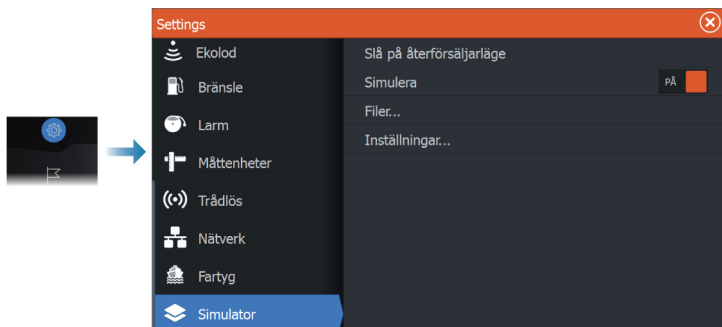 Settings
Ekolod
Bränsle
Larm
Måttenheter
Trådlös
Nätverk
Fartyg
Simulator
Slå på återförsäljarläge
Simulera PÅ
Filer...
Inställningar...